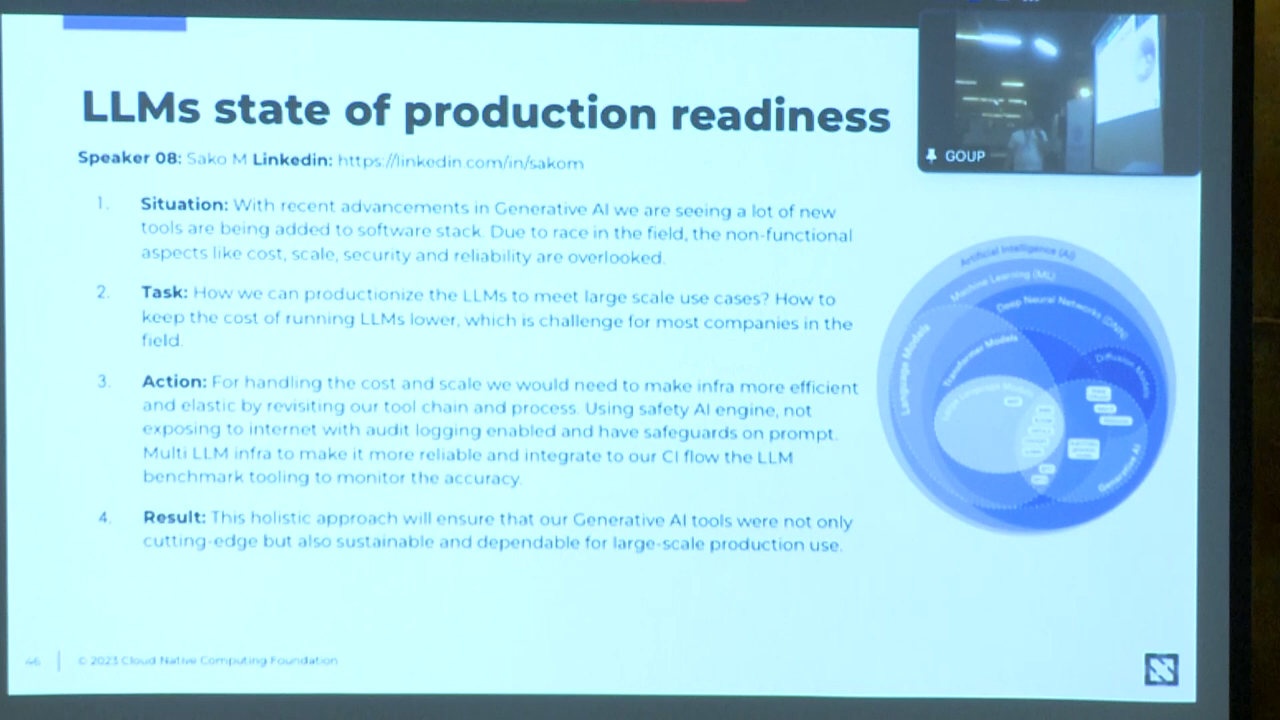 LLMs state of production readiness
Speaker 08: Sako M Linkedin: https://linkedin.com/in/sakom
1. Situation: With recent advancements in Generative AI we are seeing a lot of new
tools are being added to software stack. Due to race in the field, the non-functional
aspects like cost, scale, security and reliability are overlooked.
2. Task: How we can productionize the LLMs to meet large scale use cases? How to
keep the cost of running LLMs lower, which is challenge for most companies in the
field.
3. Action: For handling the cost and scale we would need to make infra more efficient
and elastic by revisiting our tool chain and process. Using safety AI engine, not
exposing to internet with audit logging enabled and have safeguards on prompt.
Multi LLM infra to make it more reliable and integrate to our CI flow the LLM
benchmark tooling to monitor the accuracy.
4. Result: This holistic approach will ensure that our Generative AI tools were not only
cutting-edge but also sustainable and dependable for large-scale production use.
46
© 2023 Cloud Native Computing Foundation
GOUP
Artificial Intelligence (AI)
Machine Learning (ML)
Deep Neural Networks (DNN)
Language Models
Transformer Models
Diffusion Models
Large Language Models
Generative AI